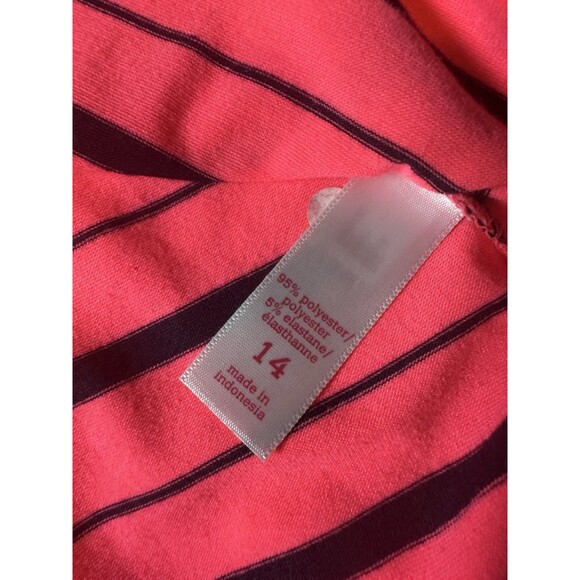 95% polyester/
polyester
5% elastane/
élasthanne
14
made in
indonesia